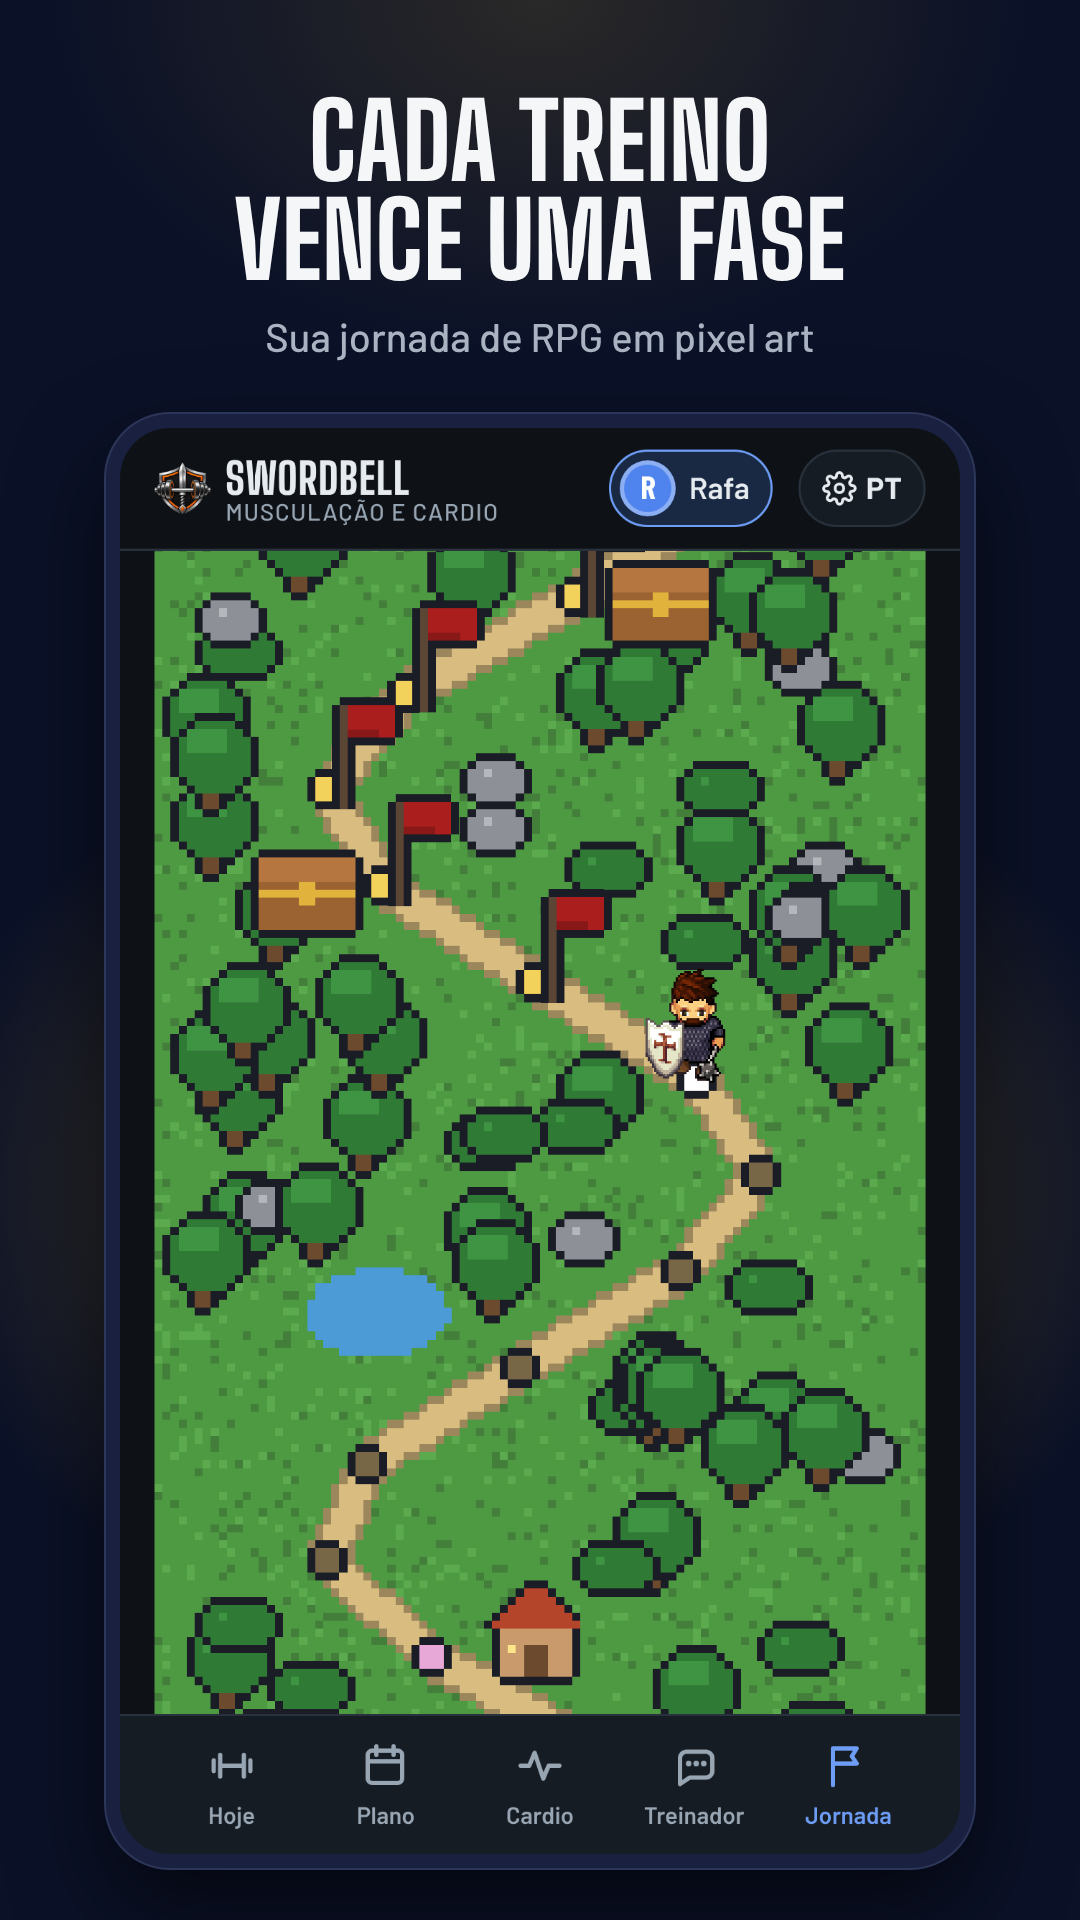 CADA TREINO
VENCE UMA FASE
Sua jornada de RPG em pixel art
SWORDBELL
MUSCULAÇÃO E CARDIO
R Rafa
PT
Hoje
Plano
Cardio
Treinador
Jornada